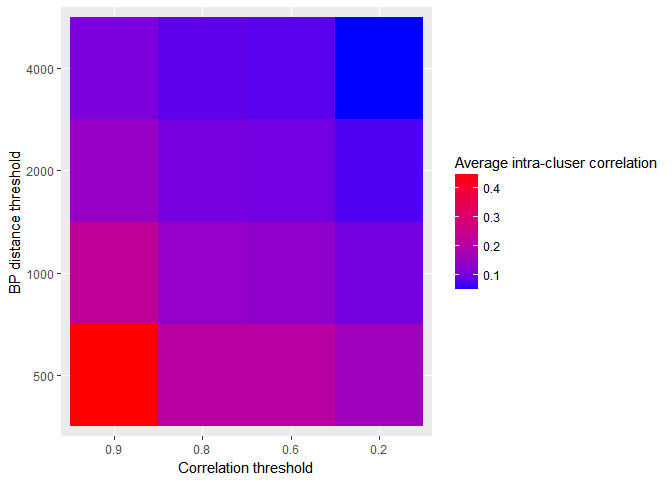 4000
2000
1000
500
BP distance threshold
0.9 0.8 0.6 0.2
Correlation threshold
Average intra-cluser correlation
0.4
0.3
0.2
0.1